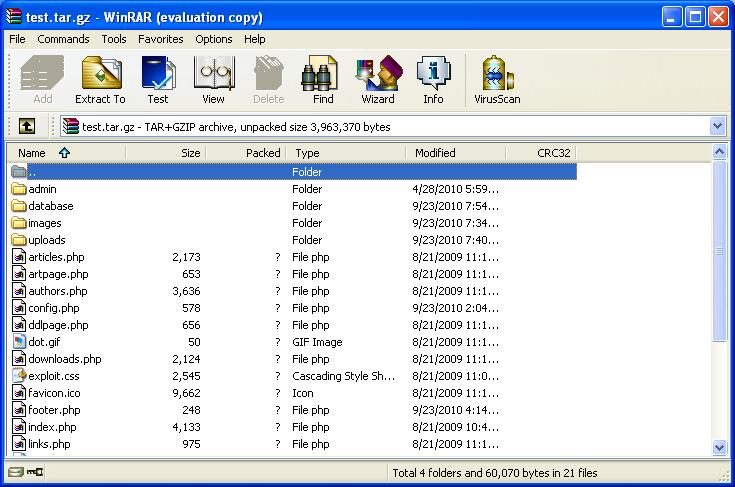 test.tar.gz - WinRAR (evaluation copy)
File Commands Tools Favorites Options Help
Add Extract To Test View Delete Find Wizard Info VirusScan
test.tar.gz - TAR+GZIP archive, unpacked size 3,963,370 bytes
Name Size Packed Type Modified CRC32
.. Folder
admin Folder 4/28/2010 5:59...
database Folder 9/23/2010 7:54...
images Folder 9/23/2010 7:34...
uploads Folder 9/23/2010 7:40...
articles.php 2,173 ? File php 8/21/2009 11:1...
artpage.php 653 ? File php 8/21/2009 11:1...
authors.php 3,636 ? File php 8/21/2009 11:1...
config.php 578 ? File php 9/23/2010 2:04...
ddlpage.php 656 ? File php 8/21/2009 11:1...
dot.gif 50 ? GIF Image 8/21/2009 11:1...
downloads.php 2,124 ? File php 8/21/2009 11:1...
exploit.css 2,545 ? Cascading Style Sh... 8/21/2009 11:0...
favicon.ico 9,662 ? Icon 8/21/2009 11:1...
footer.php 248 ? File php 9/23/2010 4:14...
index.php 4,133 ? File php 8/21/2009 10:4...
links.php 975 ? File php 8/21/2009 11:1...
Total 4 folders and 60,070 bytes in 21 files